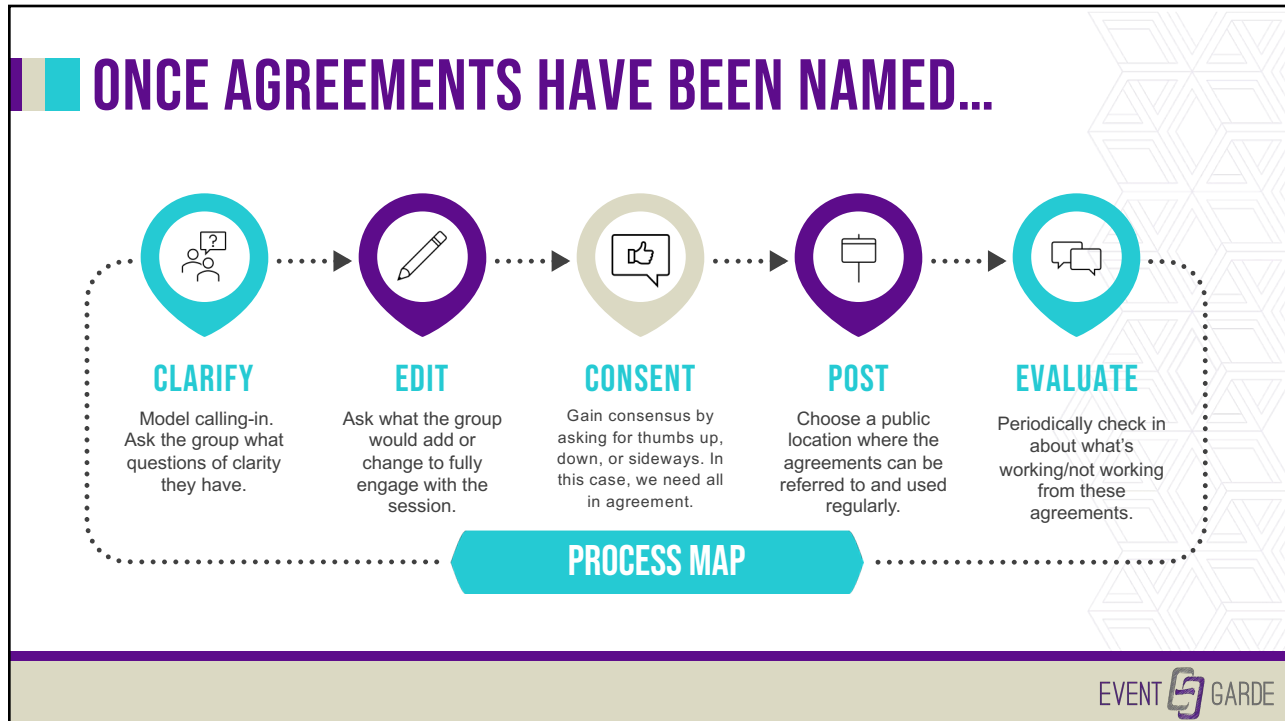 ONCE AGREEMENTS HAVE BEEN NAMED...
?
CLARIFY
Model calling-in.
Ask the group what
questions of clarity
they have.
EDIT
Ask what the group
would add or
change to fully
engage with the
session.
CONSENT
Gain consensus by
asking for thumbs up,
down, or sideways. In
this case, we need all
in agreement.
POST
Choose a public
location where the
agreements can be
referred to and used
regularly.
EVALUATE
Periodically check in
about what's
working/not working
from these
agreements.
PROCESS MAP
EVENT GARDE